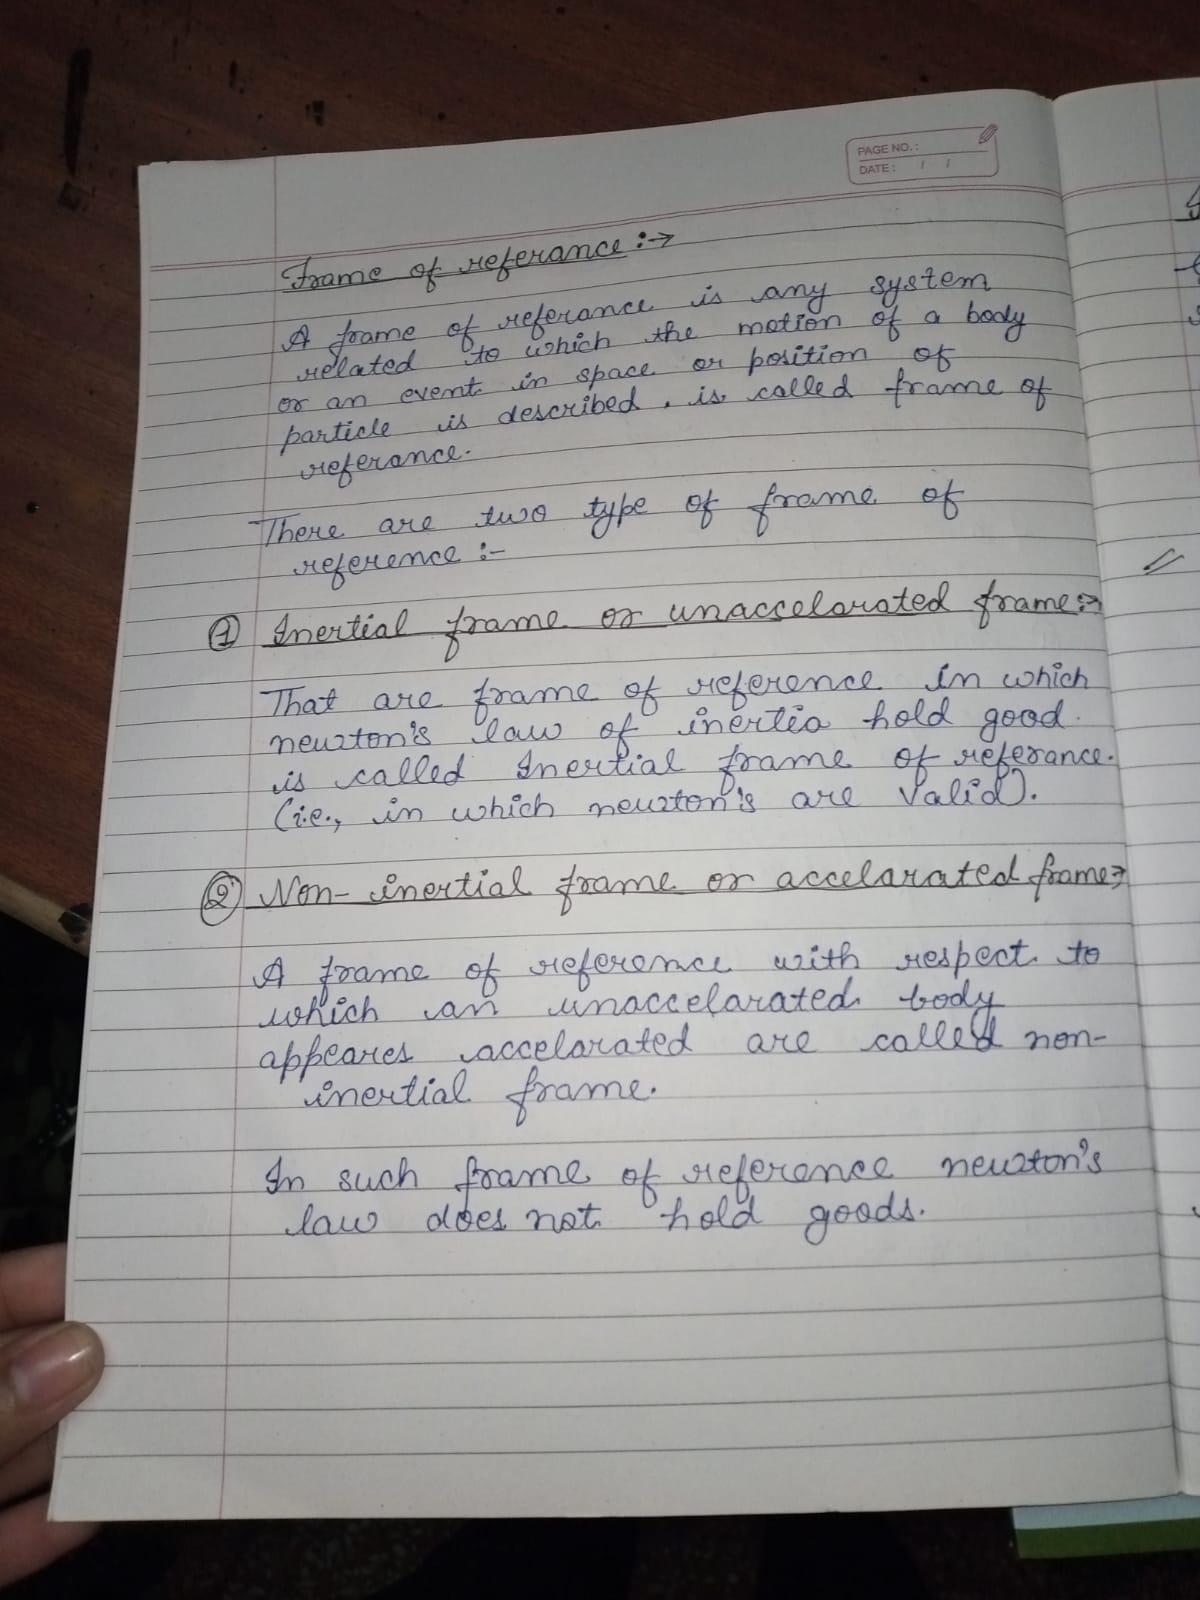 PAGE NO.:
DATE: / /
Frame of referance :→
A frame of referance is any system
related to which the motion of a body
or an event in space or position of
particle is described, is called frame of
referance.
There are two type of frame of
reference :-
① Inertial frame or unaccelarated frame:→
That are frame of reference in which
newton's law of inertia hold good.
is called Inertial frame of referance.
(i.e., in which newton's are valid).
② Non-inertial frame or accelarated frame→
A frame of reference with respect to
which an unaccelarated body
appeares accelarated are called non-
inertial frame.
In such frame of reference newton's
law does not hold goods.